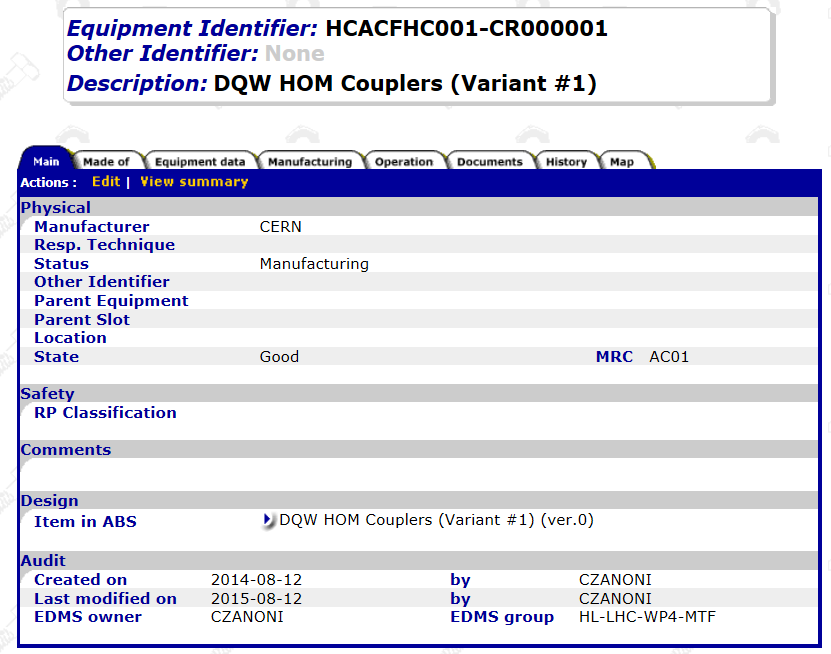 Equipment Identifier: HCACFHC001-CR000001
Other Identifier: None
Description: DQW HOM Couplers (Variant #1)
Main Made of Equipment data Manufacturing Operation Documents History Map
Actions : Edit | View summary
Physical
Manufacturer CERN
Resp. Technique
Status Manufacturing
Other Identifier
Parent Equipment
Parent Slot
Location
State Good MRC AC01
Safety
RP Classification
Comments
Design
Item in ABS DQW HOM Couplers (Variant #1) (ver.0)
Audit
Created on 2014-08-12 by CZANONI
Last modified on 2015-08-12 by CZANONI
EDMS owner CZANONI EDMS group HL-LHC-WP4-MTF